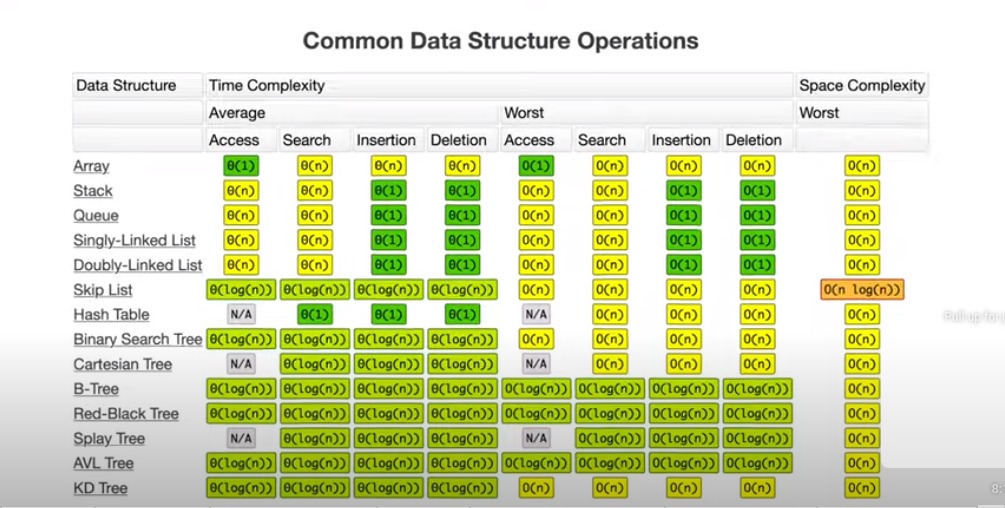 Common Data Structure Operations
Data Structure Time Complexity Space Complexity
Average Worst Worst
Access Search Insertion Deletion Access Search Insertion Deletion
Array Θ(1) Θ(n) Θ(n) Θ(n) O(1) O(n) O(n) O(n) O(n)
Stack Θ(n) Θ(n) Θ(1) Θ(1) O(n) O(n) O(1) O(1) O(n)
Queue Θ(n) Θ(n) Θ(1) Θ(1) O(n) O(n) O(1) O(1) O(n)
Singly-Linked List Θ(n) Θ(n) Θ(1) Θ(1) O(n) O(n) O(1) O(1) O(n)
Doubly-Linked List Θ(n) Θ(n) Θ(1) Θ(1) O(n) O(n) O(1) O(1) O(n)
Skip List Θ(log(n)) Θ(log(n)) Θ(log(n)) Θ(log(n)) O(n) O(n) O(n) O(n) O(n log(n))
Hash Table N/A Θ(1) Θ(1) Θ(1) N/A O(n) O(n) O(n) O(n)
Pull up for
Binary Search Tree Θ(log(n)) Θ(log(n)) Θ(log(n)) Θ(log(n)) O(n) O(n) O(n) O(n) O(n)
Cartesian Tree N/A Θ(log(n)) Θ(log(n)) Θ(log(n)) N/A O(n) O(n) O(n) O(n)
B-Tree Θ(log(n)) Θ(log(n)) Θ(log(n)) Θ(log(n)) O(log(n)) O(log(n)) O(log(n)) O(log(n)) O(n)
Red-Black Tree Θ(log(n)) Θ(log(n)) Θ(log(n)) Θ(log(n)) O(log(n)) O(log(n)) O(log(n)) O(log(n)) O(n)
Splay Tree N/A Θ(log(n)) Θ(log(n)) Θ(log(n)) N/A O(log(n)) O(log(n)) O(log(n)) O(n)
AVL Tree Θ(log(n)) Θ(log(n)) Θ(log(n)) Θ(log(n)) O(log(n)) O(log(n)) O(log(n)) O(log(n)) O(n)
KD Tree Θ(log(n)) Θ(log(n)) Θ(log(n)) Θ(log(n)) O(n) O(n) O(n) O(n) O(n)